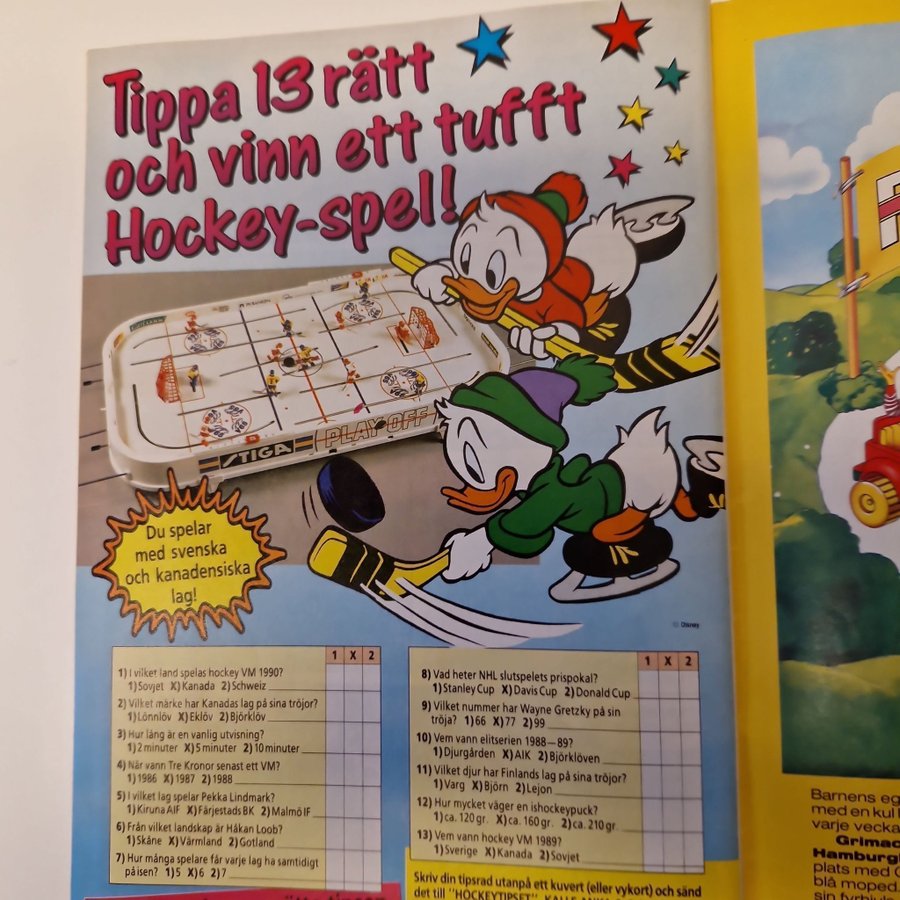 Tippa 13 rätt
och vinn ett tufft
Hockey-spel!
STIGA PLAY OFF
Du spelar
med svenska
och kanadensiska
lag!
© Disney
1 X 2
1) I vilket land spelas hockey VM 1990?
1) Sovjet X) Kanada 2) Schweiz
2) Vilket märke har Kanadas lag på sina tröjor?
1) Lönnlöv X) Eklöv 2) Björklöv
3) Hur lång är en vanlig utvisning?
1) 2 minuter X) 5 minuter 2) 10 minuter
4) När vann Tre Kronor senast ett VM?
1) 1986 X) 1987 2) 1988
5) I vilket lag spelar Pekka Lindmark?
1) Kiruna AIF X) Färjestads BK 2) Malmö IF
6) Från vilket landskap är Håkan Loob?
1) Skåne X) Värmland 2) Gotland
7) Hur många spelare får varje lag ha samtidigt
på isen? 1) 5 X) 6 2) 7
1 X 2
8) Vad heter NHL slutspelets prispokal?
1) Stanley Cup X) Davis Cup 2) Donald Cup
9) Vilket nummer har Wayne Gretzky på sin
tröja? 1) 66 X) 77 2) 99
10) Vem vann elitserien 1988—89?
1) Djurgården X) AIK 2) Björklöven
11) Vilket djur har Finlands lag på sina tröjor?
1) Varg X) Björn 2) Lejon
12) Hur mycket väger en ishockeypuck?
1) ca. 120 gr. X) ca. 160 gr. 2) ca. 210 gr.
13) Vem vann hockey VM 1989?
1) Sverige X) Kanada 2) Sovjet
Skriv din tipsrad utanpå ett kuvert (eller vykort) och sänd
det till "HOCKEYTIPSET",
Barnens eg
med en kul
varje vecka
Grimac
Hamburgl
plats med
blå moped.
sin fyrhjuls